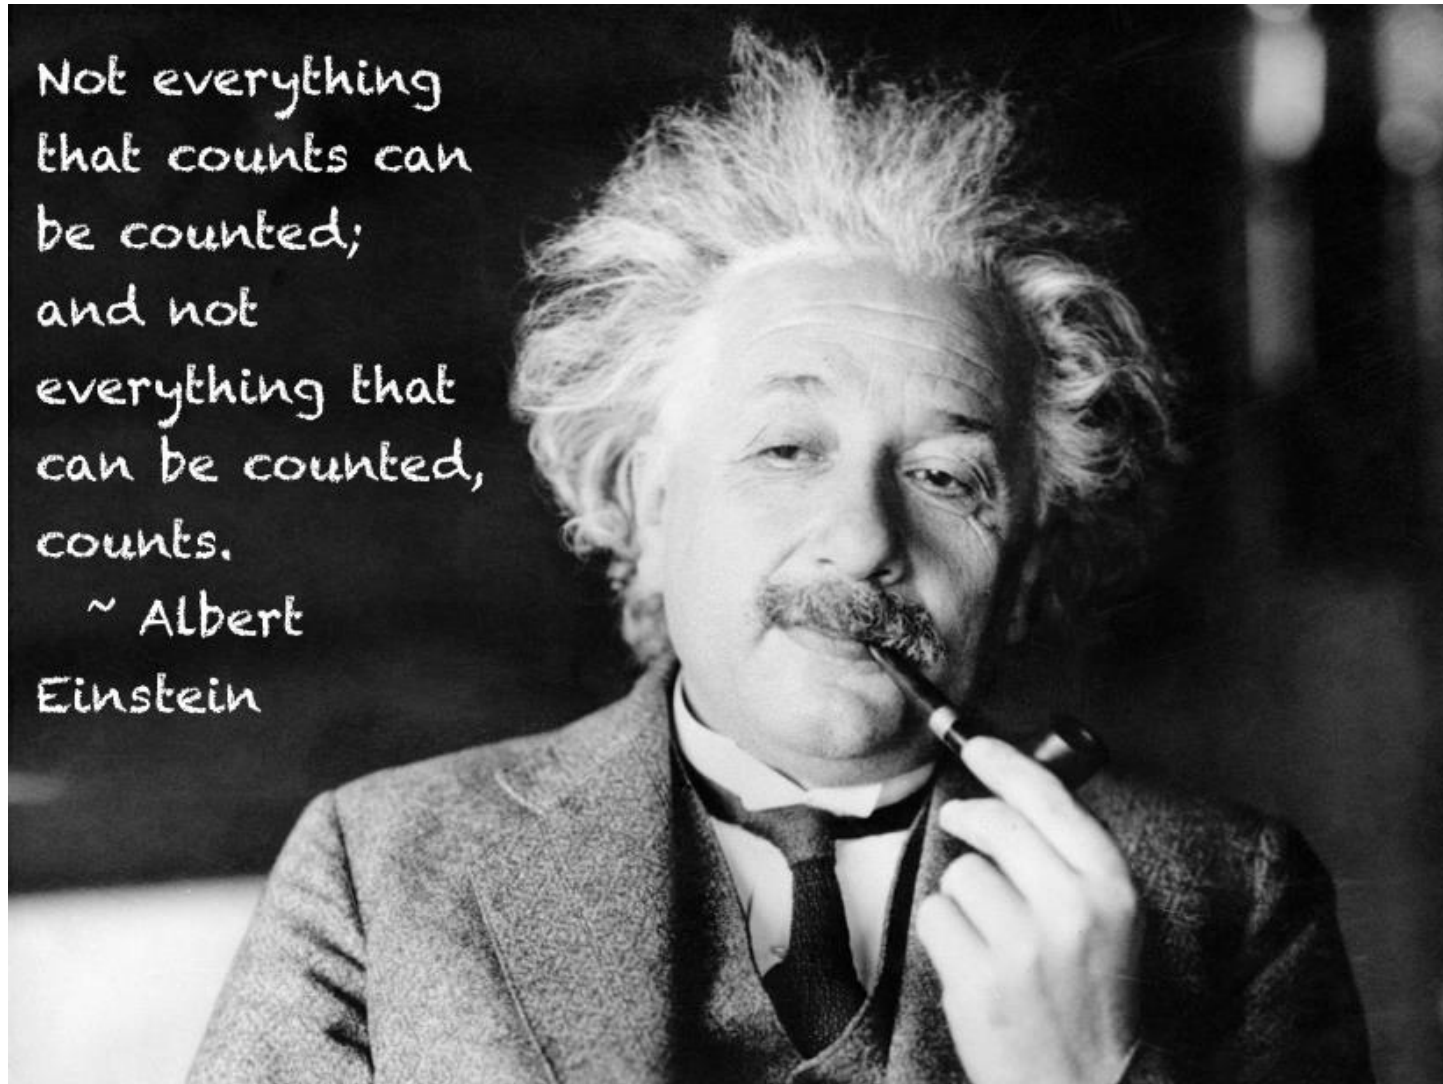 Not everything
that counts can
be counted;
and not
everything that
can be counted,
counts.
~ Albert
Einstein